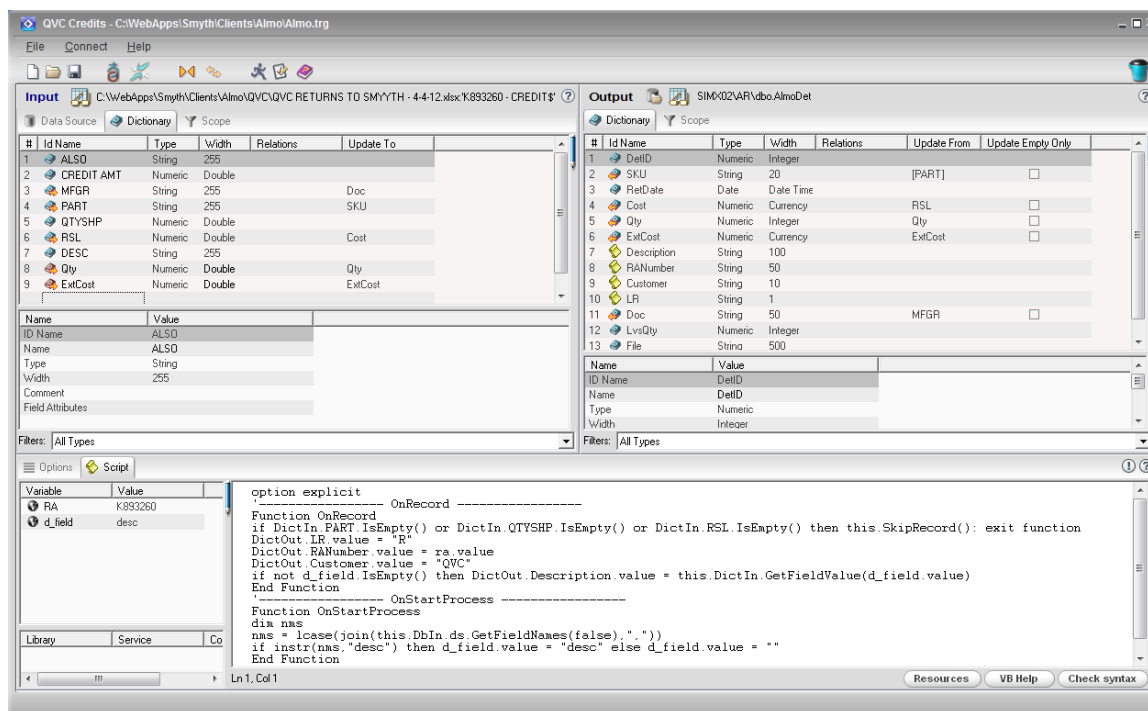 QVC Credits - C:\WebApps\Smyth\Clients\Almo\Almo.trg
File Connect Help
Input C:\WebApps\Smyth\Clients\Almo\QVC\QVC RETURNS TO SMYYTH - 4-4-12.xlsx:'K893260 - CREDIT$'
Data Source Dictionary Scope
# Id Name Type Width Relations Update To
1 ALSO String 255
2 CREDIT AMT Numeric Double
3 MFGR String 255 Doc
4 PART String 255 SKU
5 QTYSHP Numeric Double
6 RSL Numeric Double Cost
7 DESC String 255
8 Qty Numeric Double Qty
9 ExtCost Numeric Double ExtCost
Name Value
ID Name ALSO
Name ALSO
Type String
Width 255
Comment
Field Attributes
Filters: All Types
Output SIMX02\AR\dbo.AlmoDet
Dictionary Scope
# Id Name Type Width Relations Update From Update Empty Only
1 DetID Numeric Integer
2 SKU String 20 [PART]
3 RetDate Date Date Time
4 Cost Numeric Currency RSL
5 Qty Numeric Integer Qty
6 ExtCost Numeric Currency ExtCost
7 Description String 100
8 RANumber String 50
9 Customer String 10
10 LR String 1
11 Doc String 50 MFGR
12 LvsQty Numeric Integer
13 File String 500
Name Value
ID Name DetID
Name DetID
Type Numeric
Width Integer
Filters: All Types
Options Script
Variable Value
RA K893260
d_field desc
Library Service Co
option explicit
'----------------- OnRecord -----------------
Function OnRecord
if DictIn.PART.IsEmpty() or DictIn.QTYSHP.IsEmpty() or DictIn.RSL.IsEmpty() then this.SkipRecord(): exit function
DictOut.LR.value = "R"
DictOut.RANumber.value = ra.value
DictOut.Customer.value = "QVC"
if not d_field.IsEmpty() then DictOut.Description.value = this.DictIn.GetFieldValue(d_field.value)
End Function
'----------------- OnStartProcess -----------------
Function OnStartProcess
dim nms
nms = lcase(join(this.DbIn.ds.GetFieldNames(false),","))
if instr(nms,"desc") then d_field.value = "desc" else d_field.value = ""
End Function
Ln 1, Col 1
Resources VB Help Check syntax